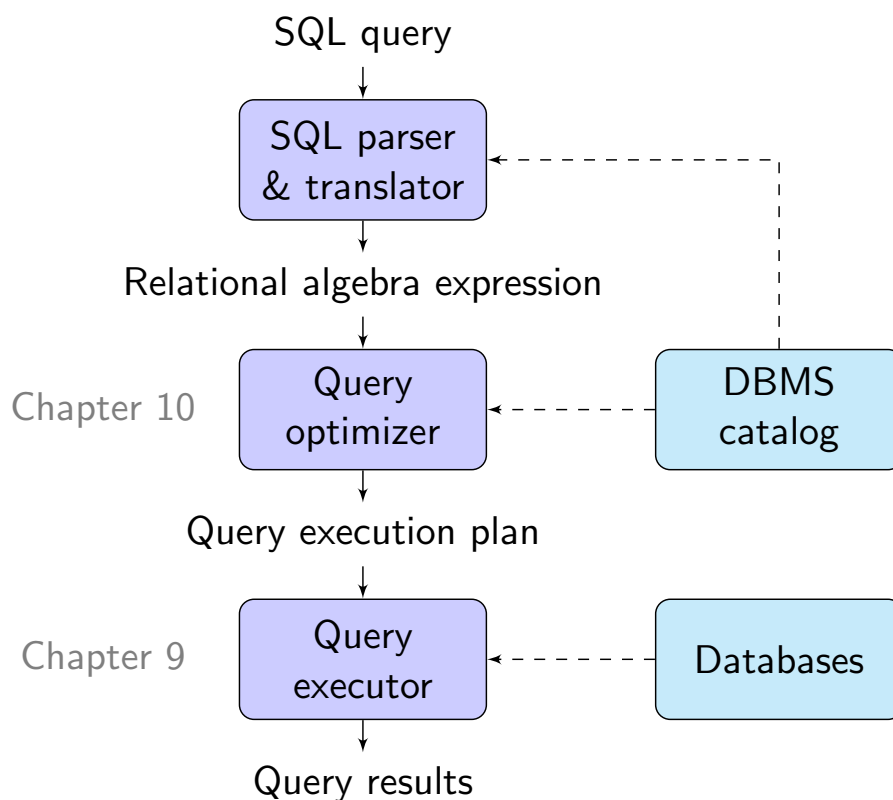 SQL query
SQL parser
& translator
Relational algebra expression
Chapter 10
Query
optimizer
DBMS
catalog
Query execution plan
Chapter 9
Query
executor
Databases
Query results